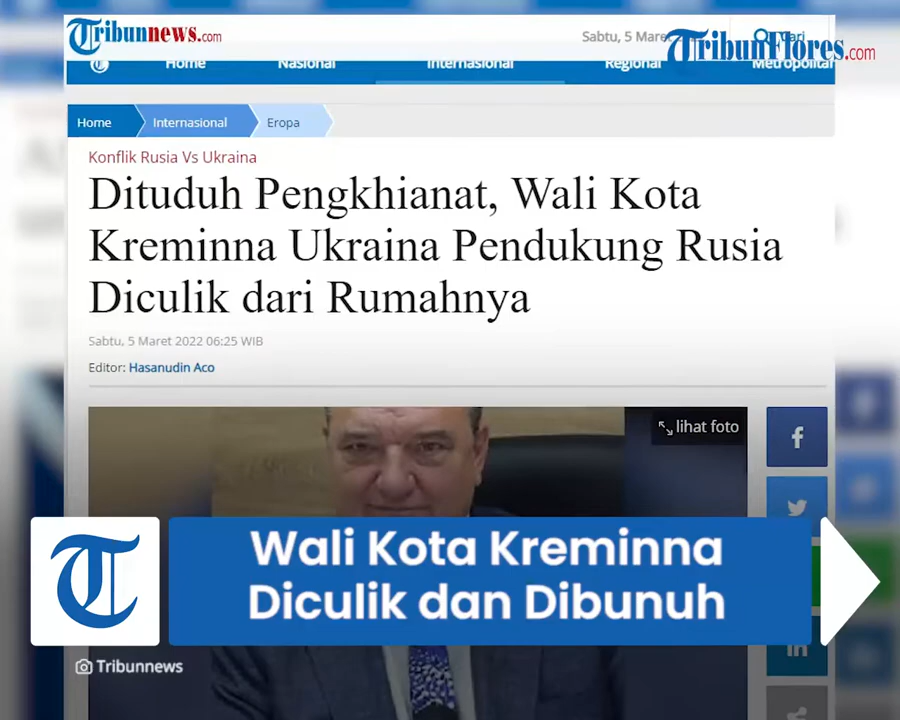 Tribunnews.com
Sabtu, 5 Maret
Cari
TribunFlores.com
Home Nasional Internasional Regional Metropolitan
Home Internasional Eropa
Konflik Rusia Vs Ukraina
Dituduh Pengkhianat, Wali Kota
Kreminna Ukraina Pendukung Rusia
Diculik dari Rumahnya
Sabtu, 5 Maret 2022 06:25 WIB
Editor: Hasanudin Aco
lihat foto
Wali Kota Kreminna
Diculik dan Dibunuh
Tribunnews